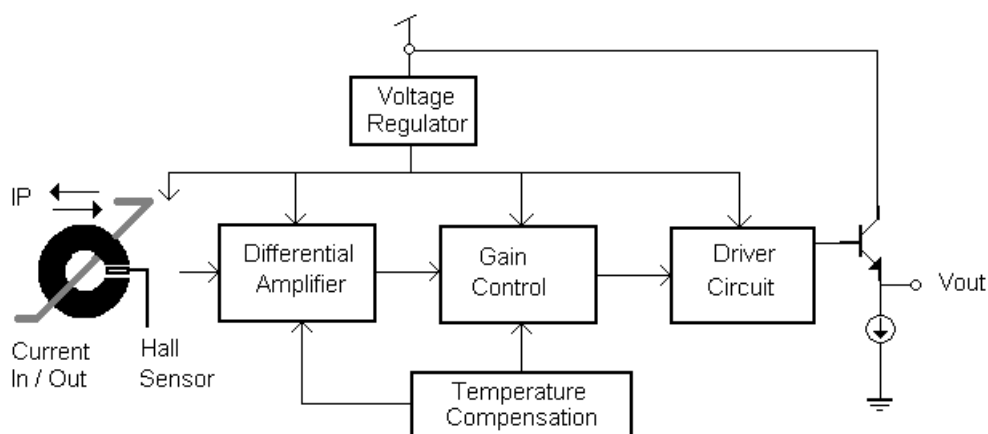 Voltage
Regulator
IP
Differential
Amplifier
Gain
Control
Driver
Circuit
Vout
Current
In / Out
Hall
Sensor
Temperature
Compensation